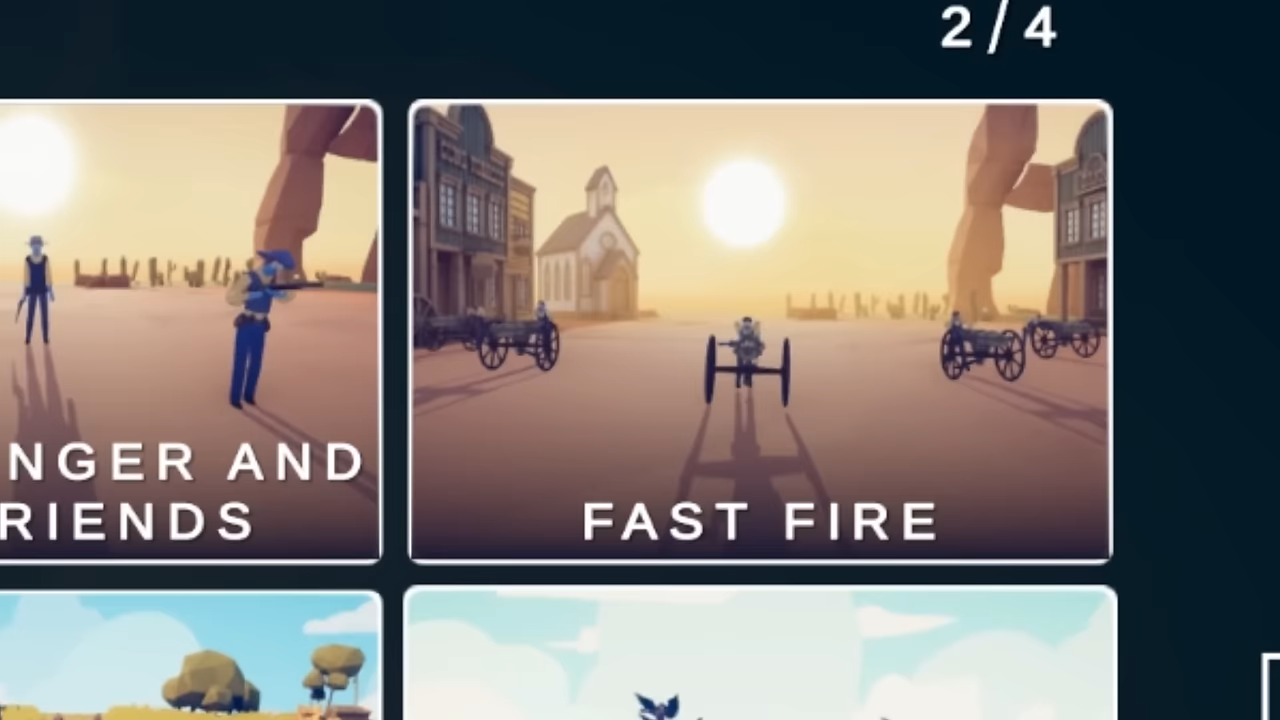 2/4
NGER AND
RIENDS
FAST FIRE